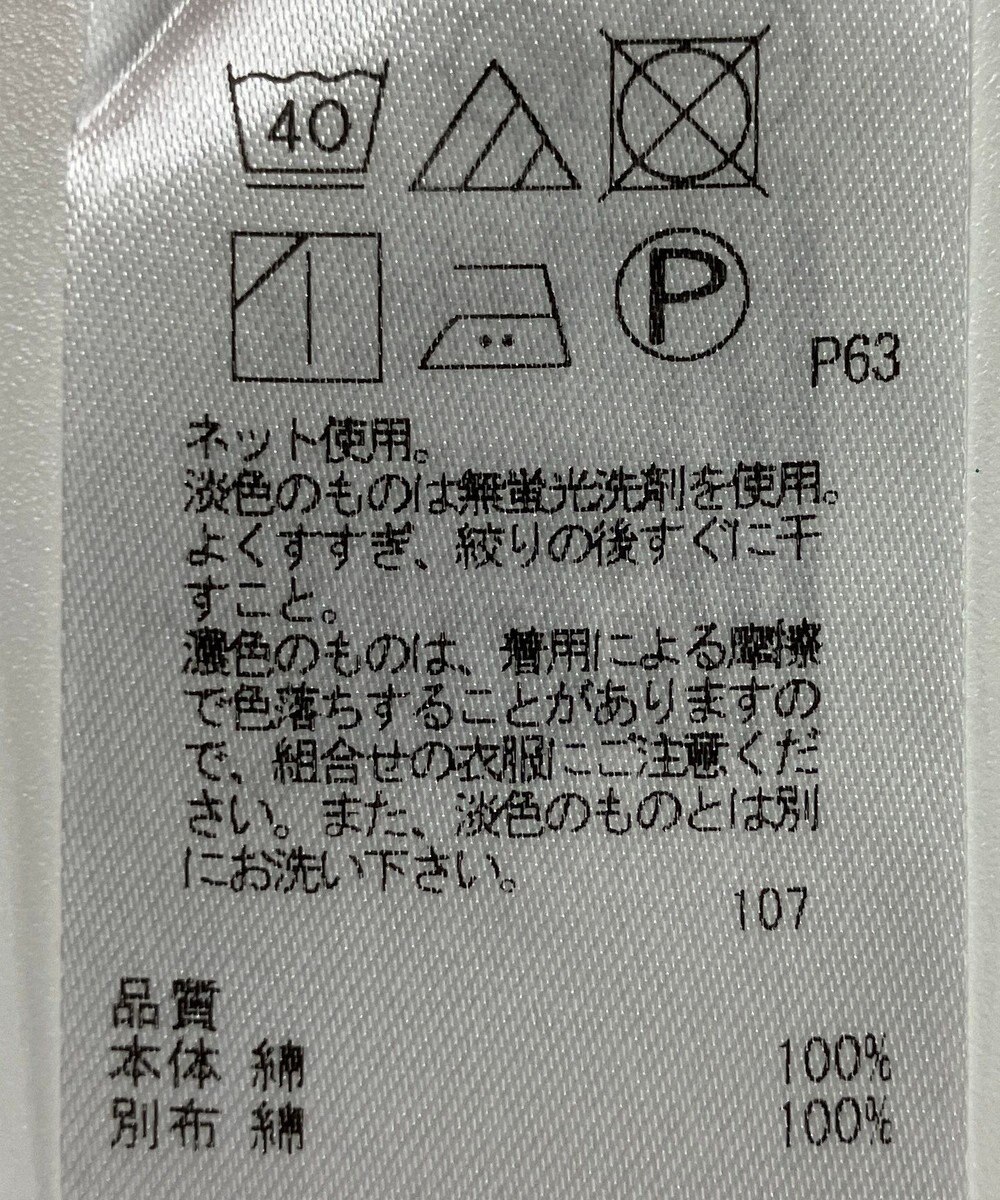 40
P
P63
ネット使用。
淡色のものは無蛍光洗剤を使用。
よくすすぎ、絞りの後すぐに干
すこと。
濃色のものは、着用による摩擦
で色落ちすることがありますの
で、組合せの衣服にご注意くだ
さい。また、淡色のものとは別
にお洗い下さい。
107
品質
本体 綿 100%
別布 綿 100%